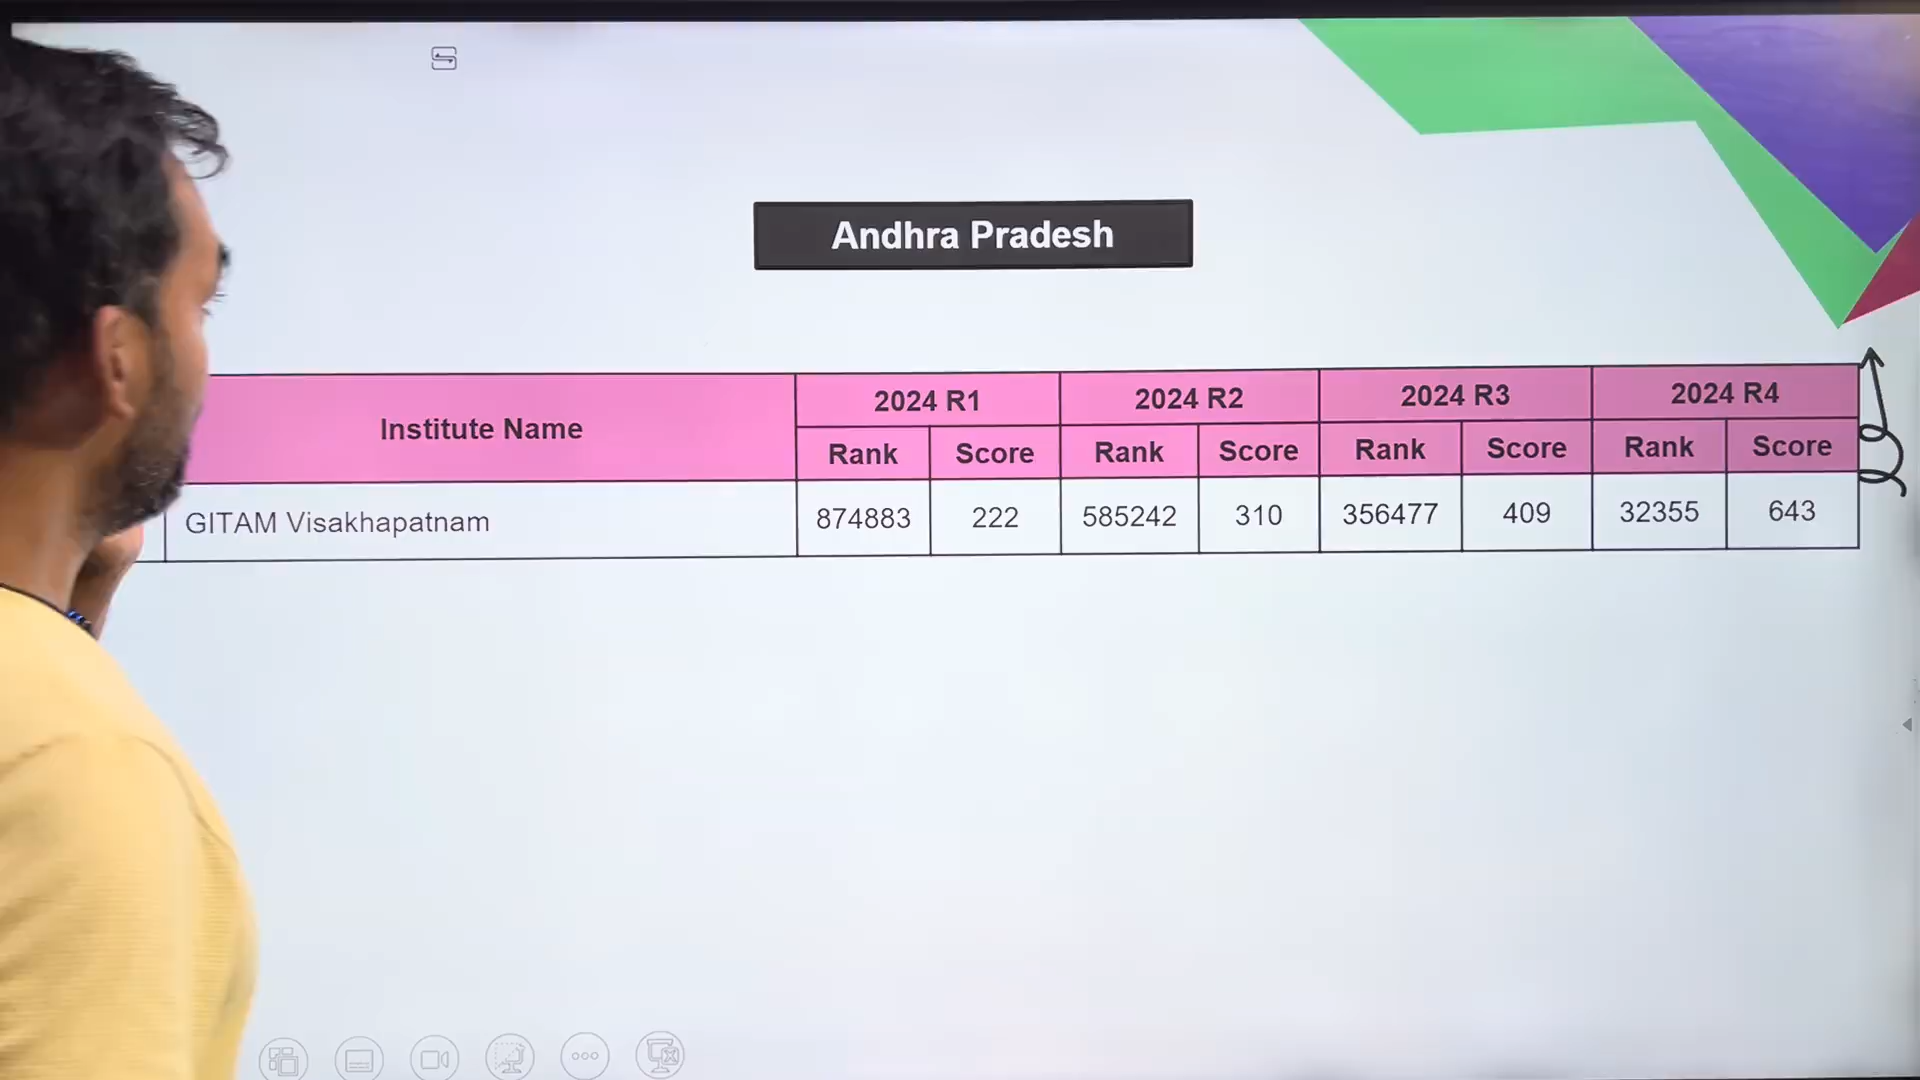 Andhra Pradesh
Institute Name 2024 R1 2024 R2 2024 R3 2024 R4
Rank Score Rank Score Rank Score Rank Score
GITAM Visakhapatnam 874883 222 585242 310 356477 409 32355 643